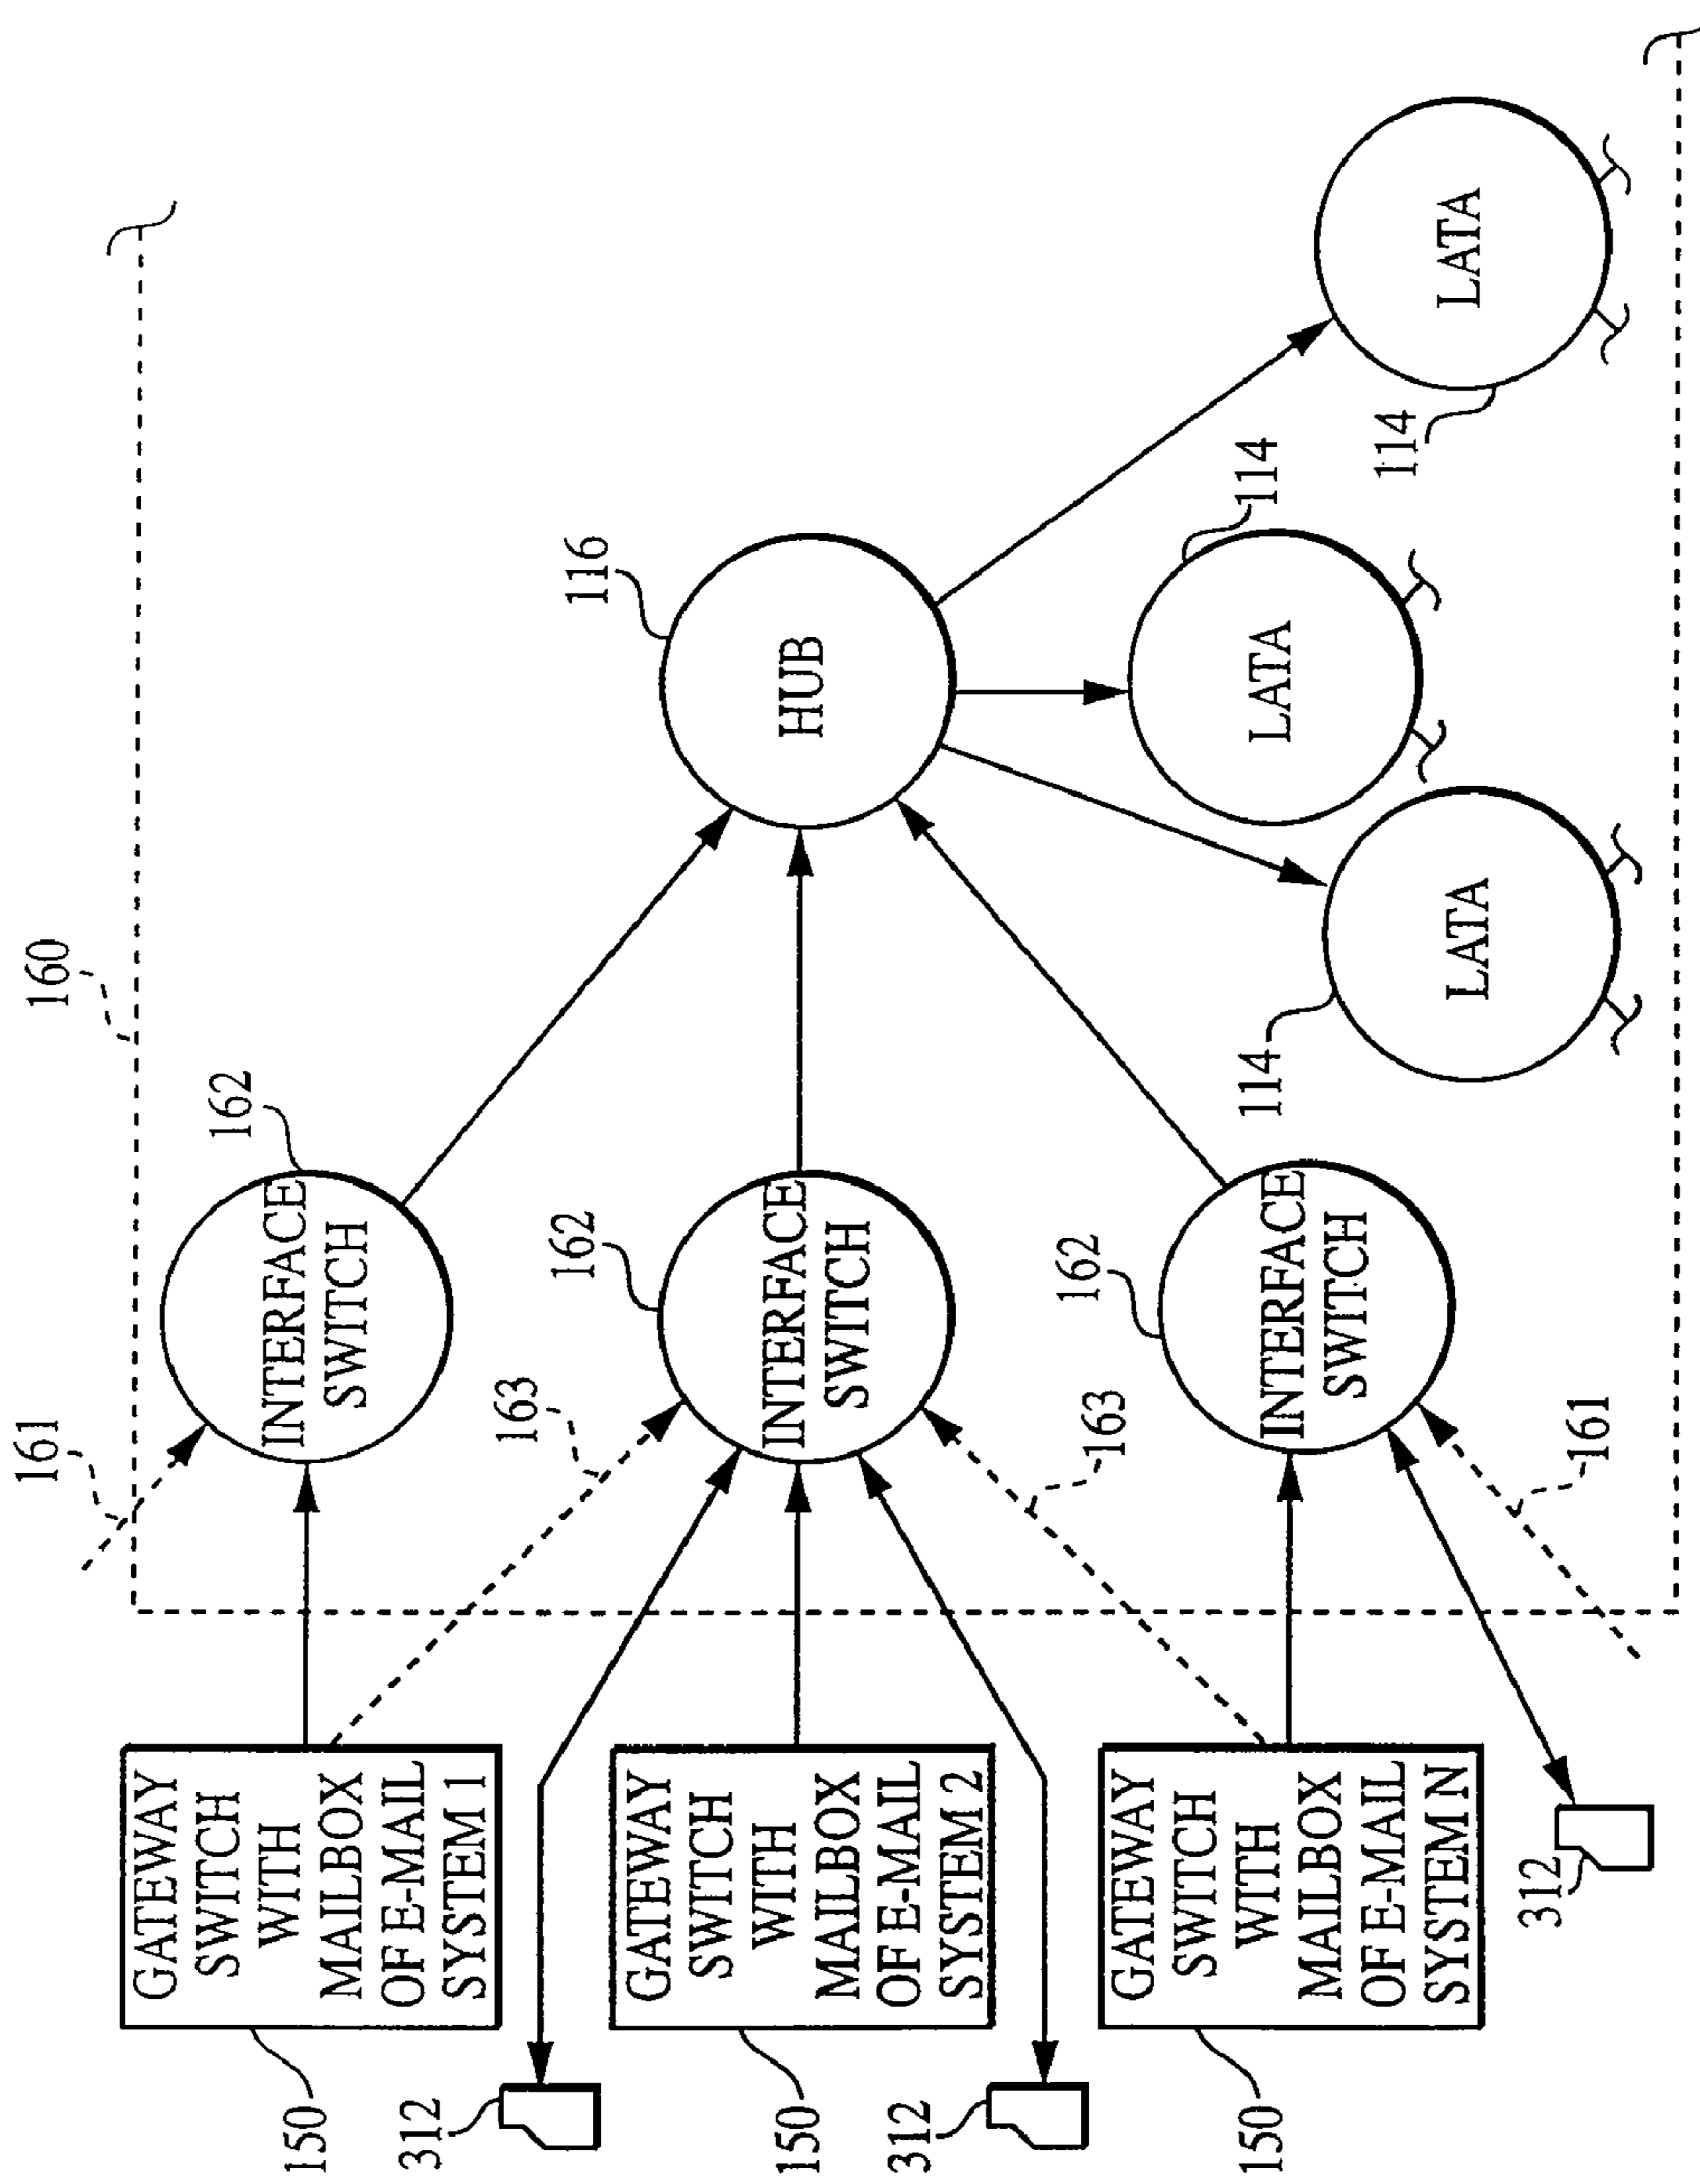 160
161
162
INTERFACE
SWITCH
GATEWAY
SWITCH
WITH
MAILBOX
OF E-MAIL
SYSTEM 1
150
163
312
116
HUB
162
INTERFACE
SWITCH
GATEWAY
SWITCH
WITH
MAILBOX
OF E-MAIL
SYSTEM 2
150
312
163
162
INTERFACE
SWITCH
GATEWAY
SWITCH
WITH
MAILBOX
OF E-MAIL
SYSTEM N
150
161
312
114
LATA
114
LATA
114
LATA